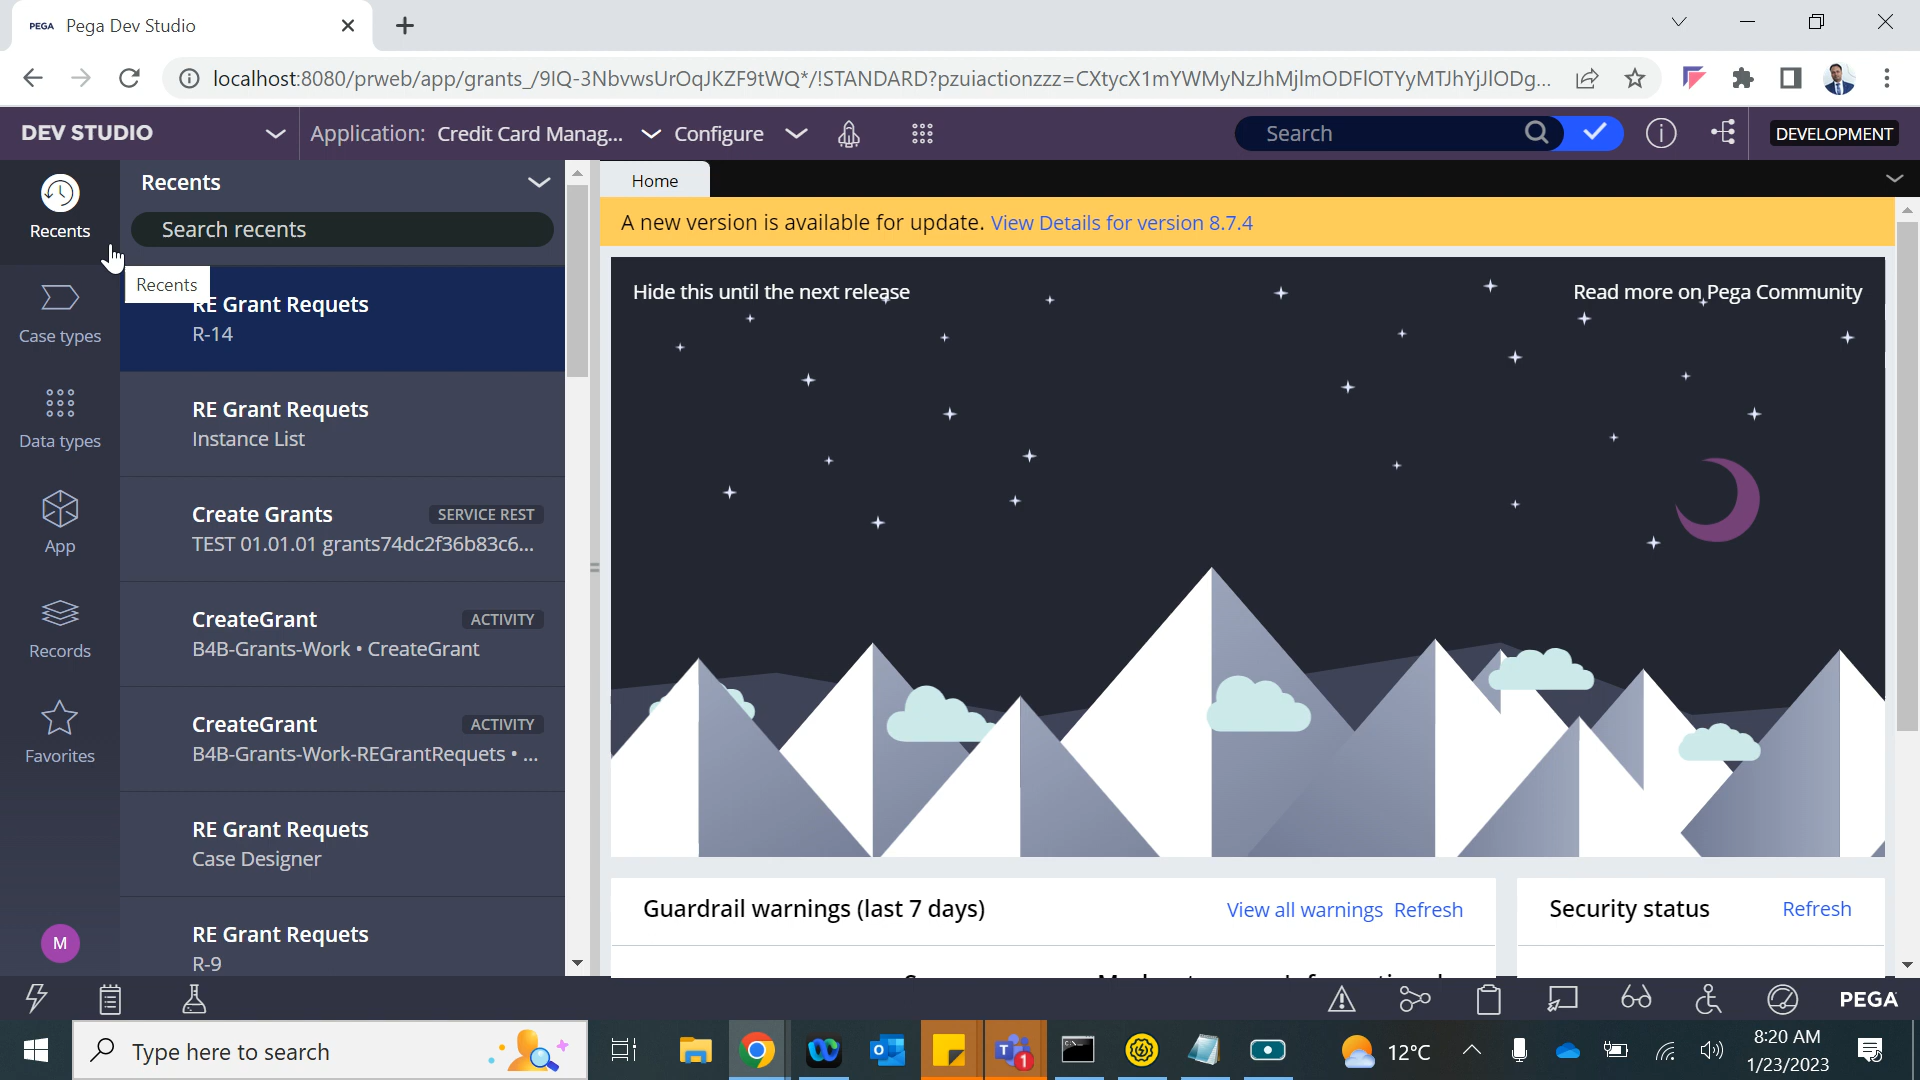 PEGA Pega Dev Studio
localhost:8080/prweb/app/grants_/9IQ-3NbvwsUrOqJKZF9tWQ*/!STANDARD?pzuiactionzzz=CXtycX1mYWMyNzJhMjlmODFlOTYyMTJhYjJlODg...
DEV STUDIO
Application: Credit Card Manag...
Configure
Search
DEVELOPMENT
Recents
Case types
Data types
App
Records
Favorites
M
Recents
Search recents
Recents
RE Grant Requets
R-14
RE Grant Requets
Instance List
Create Grants SERVICE REST
TEST 01.01.01 grants74dc2f36b83c6...
CreateGrant ACTIVITY
B4B-Grants-Work • CreateGrant
CreateGrant ACTIVITY
B4B-Grants-Work-REGrantRequets • ...
RE Grant Requets
Case Designer
RE Grant Requets
R-9
Home
A new version is available for update. View Details for version 8.7.4
Hide this until the next release
Read more on Pega Community
Guardrail warnings (last 7 days)
View all warnings Refresh
Security status
Refresh
PEGA
Type here to search
1
12°C
8:20 AM
1/23/2023